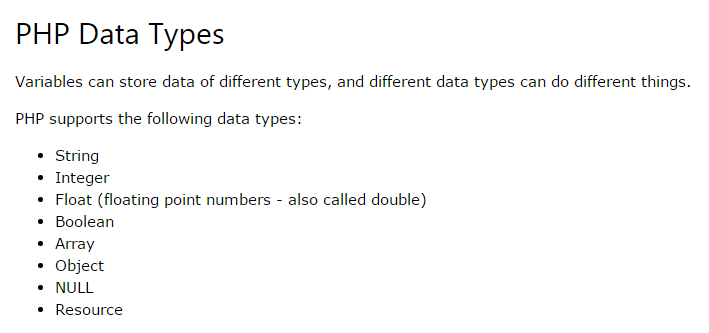 PHP Data Types
Variables can store data of different types, and different data types can do different things.
PHP supports the following data types:
• String
• Integer
• Float (floating point numbers - also called double)
• Boolean
• Array
• Object
• NULL
• Resource